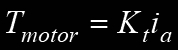 T_motor = K_t i_a